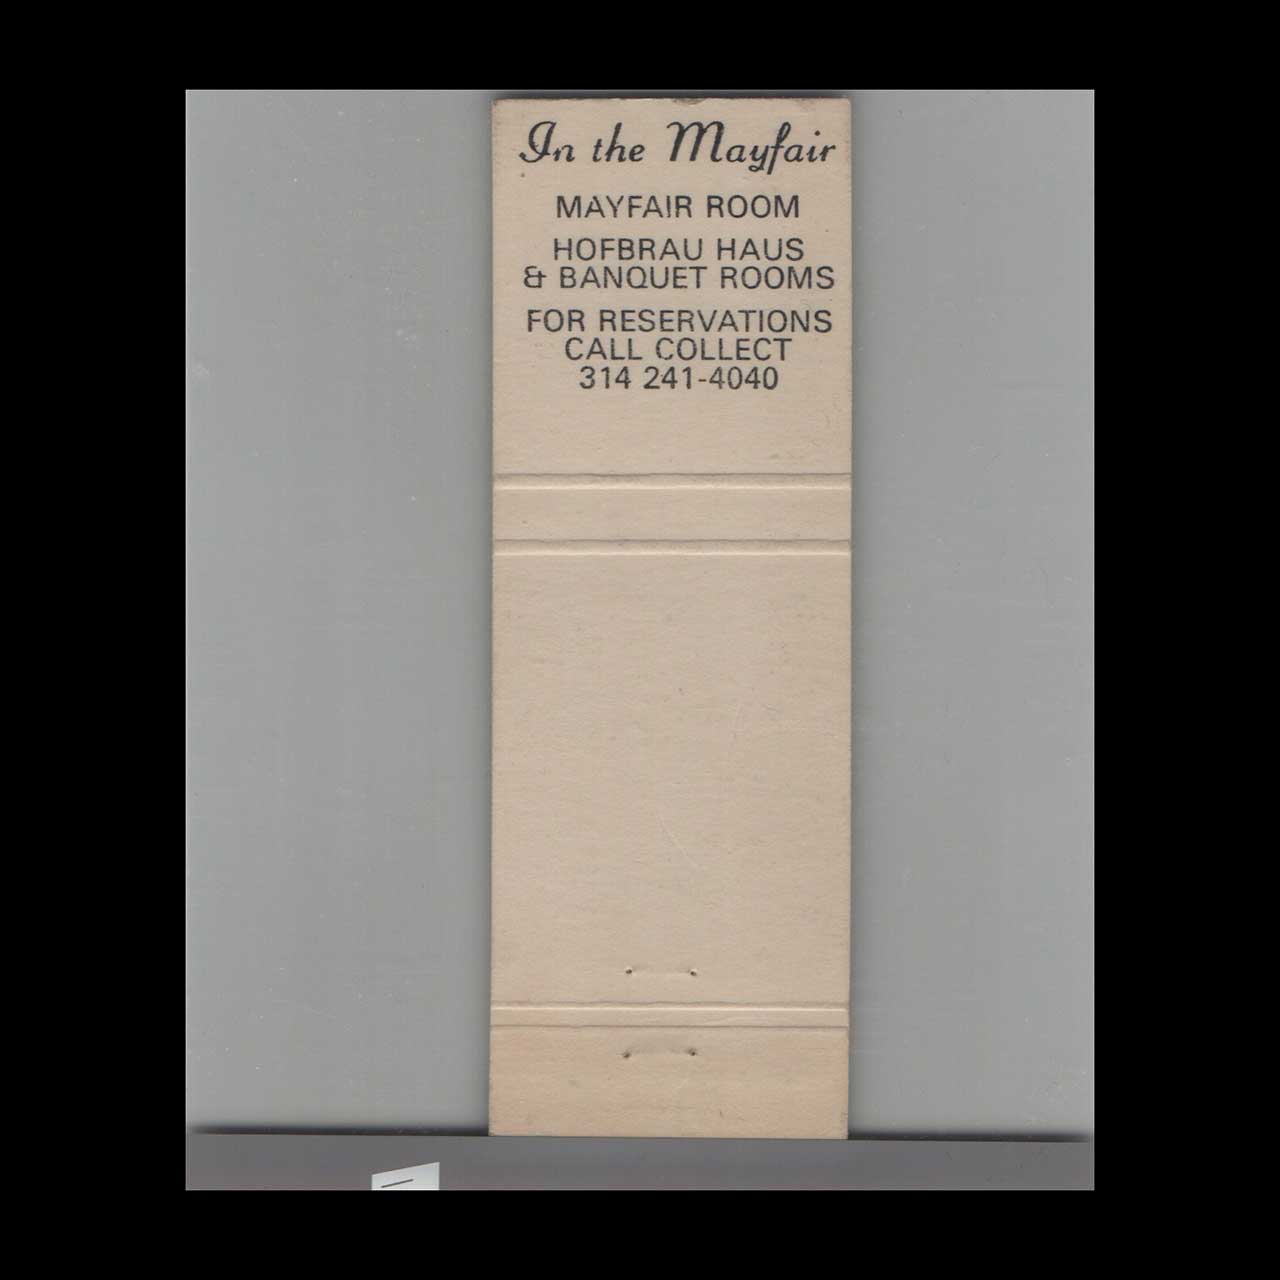 In the Mayfair
MAYFAIR ROOM
HOFBRAU HAUS
& BANQUET ROOMS
FOR RESERVATIONS
CALL COLLECT
314 241-4040